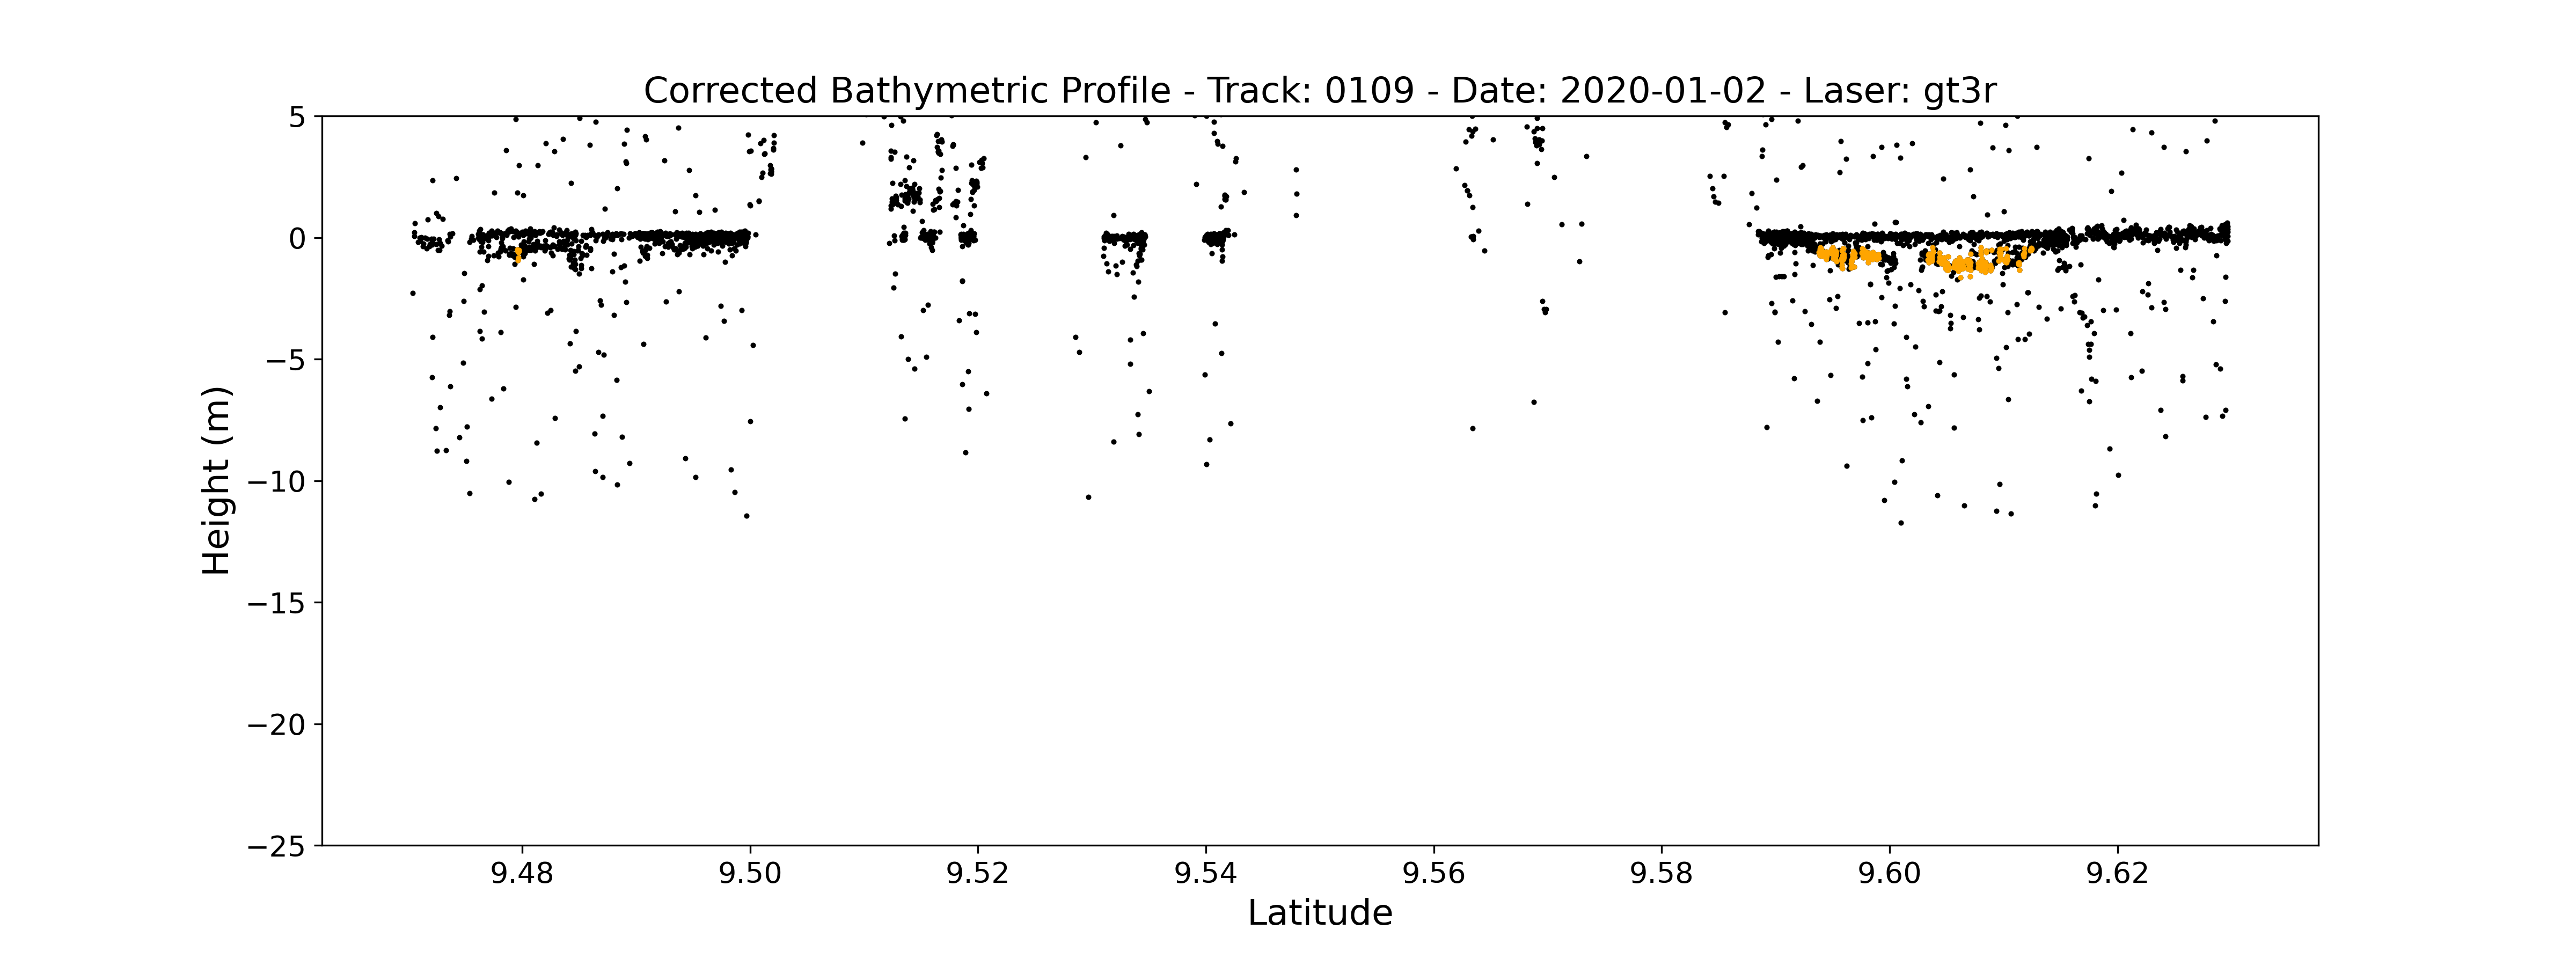 Corrected Bathymetric Profile - Track: 0109 - Date: 2020-01-02 - Laser: gt3r
5
0
−5
−10
−15
−20
−25
Height (m)
9.48 9.50 9.52 9.54 9.56 9.58 9.60 9.62
Latitude